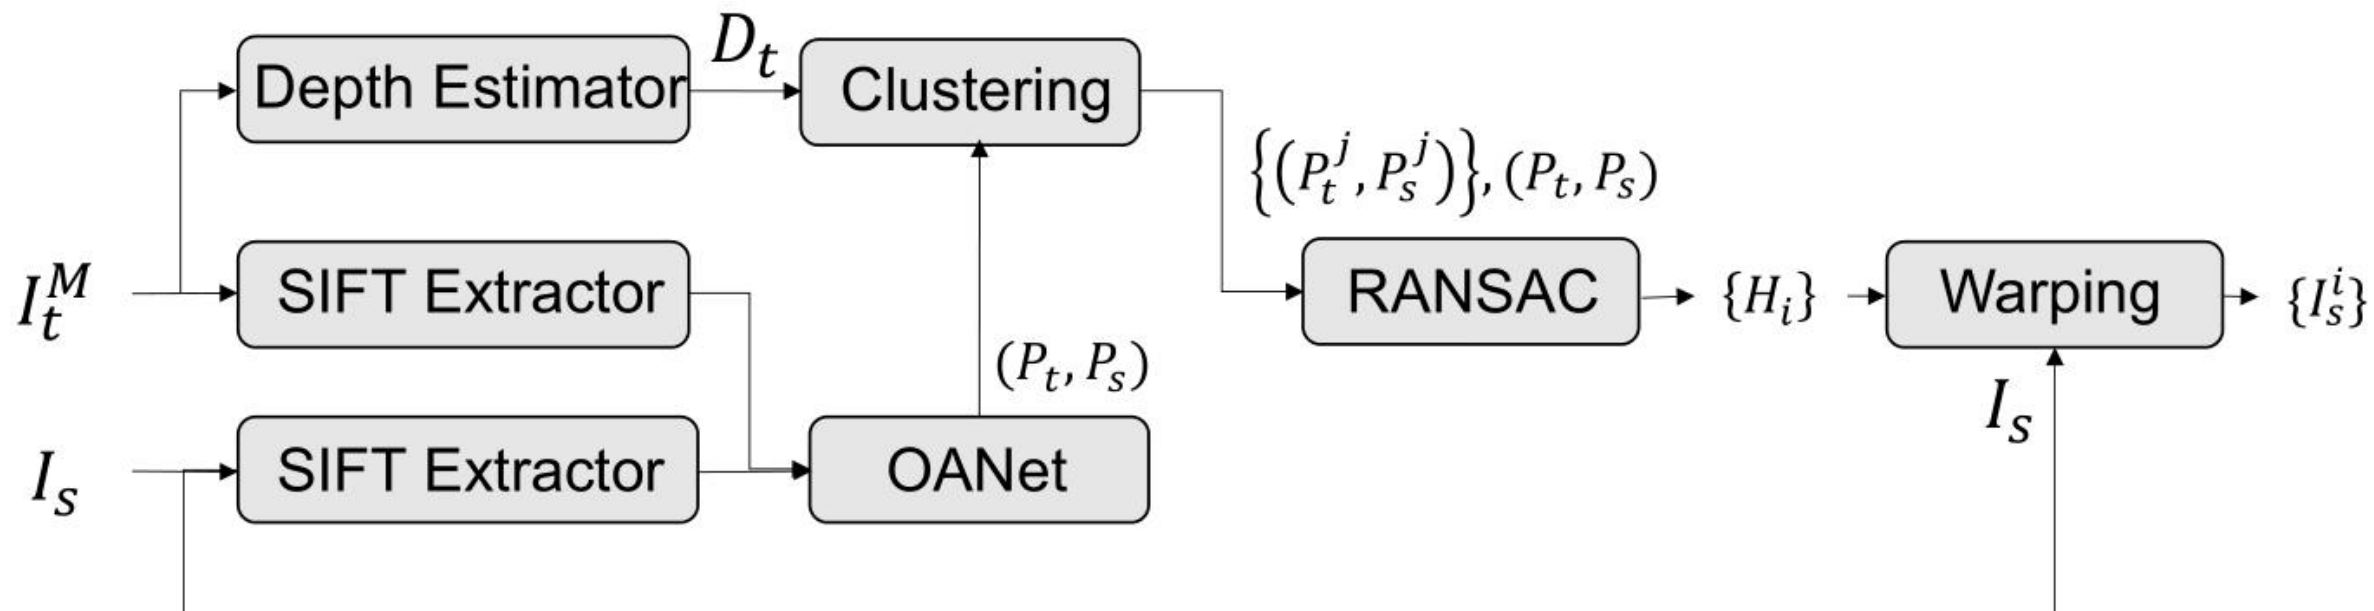 Depth Estimator
D_t
Clustering
{(P_t^j, P_s^j)}, (P_t, P_s)
I_t^M
SIFT Extractor
RANSAC
{H_i}
Warping
{I_s^i}
(P_t, P_s)
I_s
I_s
SIFT Extractor
OANet